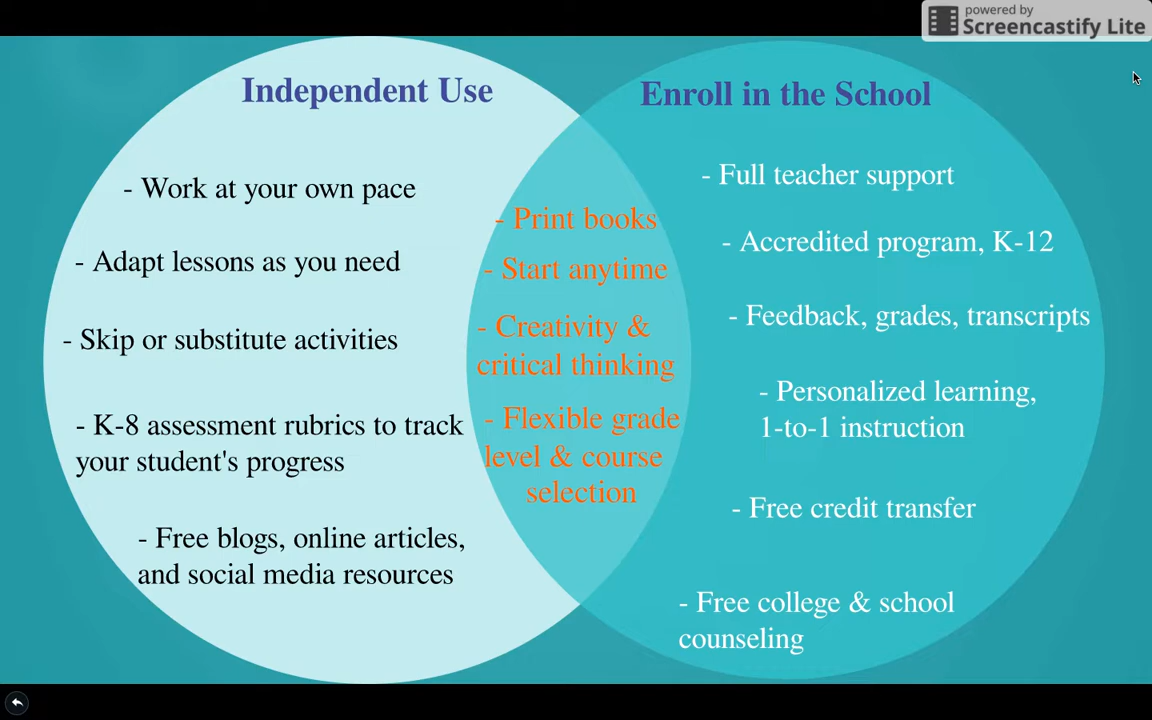 powered by
Screencastify Lite
Independent Use
- Work at your own pace
- Adapt lessons as you need
- Skip or substitute activities
- K-8 assessment rubrics to track
your student's progress
- Free blogs, online articles,
and social media resources
- Print books
- Start anytime
- Creativity &
critical thinking
- Flexible grade
level & course
selection
Enroll in the School
- Full teacher support
- Accredited program, K-12
- Feedback, grades, transcripts
- Personalized learning,
1-to-1 instruction
- Free credit transfer
- Free college & school
counseling